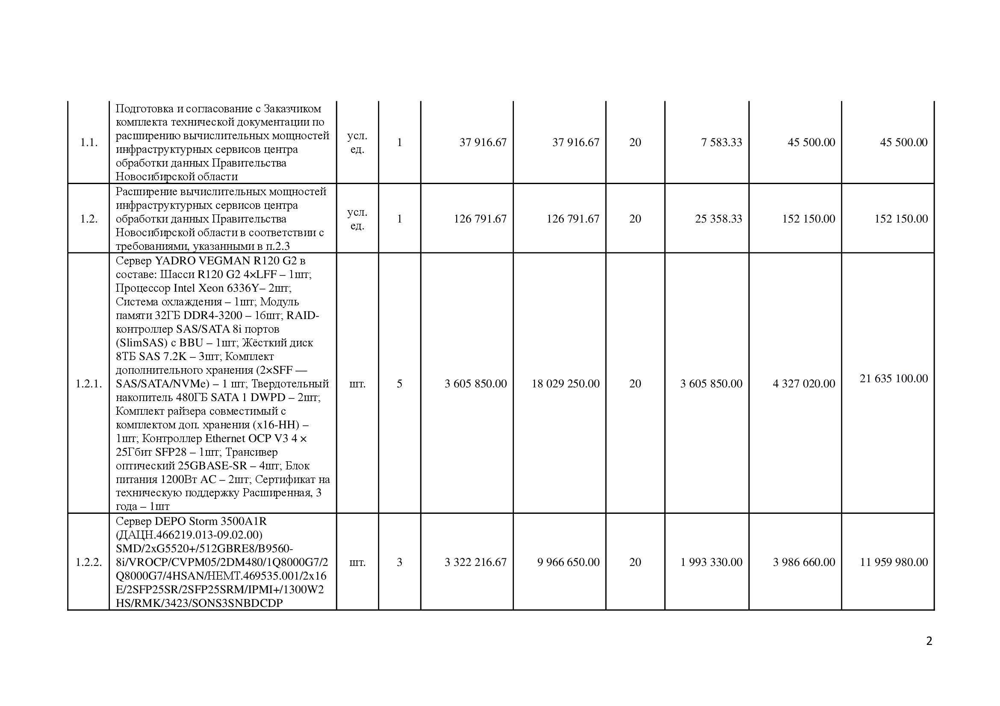 1.1.
Подготовка и согласование с Заказчиком
комплекта технической документации по
расширению вычислительных мощностей
инфраструктурных сервисов центра
обработки данных Правительства
Новосибирской области
усл.
ед.
1
37 916.67
37 916.67
20
7 583.33
45 500.00
45 500.00
1.2.
Расширение вычислительных мощностей
инфраструктурных сервисов центра
обработки данных Правительства
Новосибирской области в соответствии с
требованиями, указанными в п.2.3
усл.
ед.
1
126 791.67
126 791.67
20
25 358.33
152 150.00
152 150.00
1.2.1.
Сервер YADRO VEGMAN R120 G2 в
составе: Шасси R120 G2 4×LFF – 1шт;
Процессор Intel Xeon 6336Y– 2шт;
Система охлаждения – 1шт; Модуль
памяти 32ГБ DDR4-3200 – 16шт; RAID-
контроллер SAS/SATA 8i портов
(SlimSAS) с BBU – 1шт; Жёсткий диск
8ТБ SAS 7.2K – 3шт; Комплект
дополнительного хранения (2×SFF —
SAS/SATA/NVMe) – 1 шт; Твердотельный
накопитель 480ГБ SATA 1 DWPD – 2шт;
Комплект райзера совместимый с
комплектом доп. хранения (x16-HH) –
1шт; Контроллер Ethernet OCP V3 4 ×
25Гбит SFP28 – 1шт; Трансивер
оптический 25GBASE-SR – 4шт; Блок
питания 1200Вт AC – 2шт; Сертификат на
техническую поддержку Расширенная, 3
года – 1шт
шт.
5
3 605 850.00
18 029 250.00
20
3 605 850.00
4 327 020.00
21 635 100.00
1.2.2.
Сервер DEPO Storm 3500A1R
(ДАЦН.466219.013-09.02.00)
SMD/2xG5520+/512GBRE8/B9560-
8i/VROCP/CVPM05/2DM480/1Q8000G7/2
Q8000G7/4HSAN/НЕМТ.469535.001/2x16
E/2SFP25SR/2SFP25SRM/IPMI+/1300W2
HS/RMK/3423/SONS3SNBDCDP
шт.
3
3 322 216.67
9 966 650.00
20
1 993 330.00
3 986 660.00
11 959 980.00
2